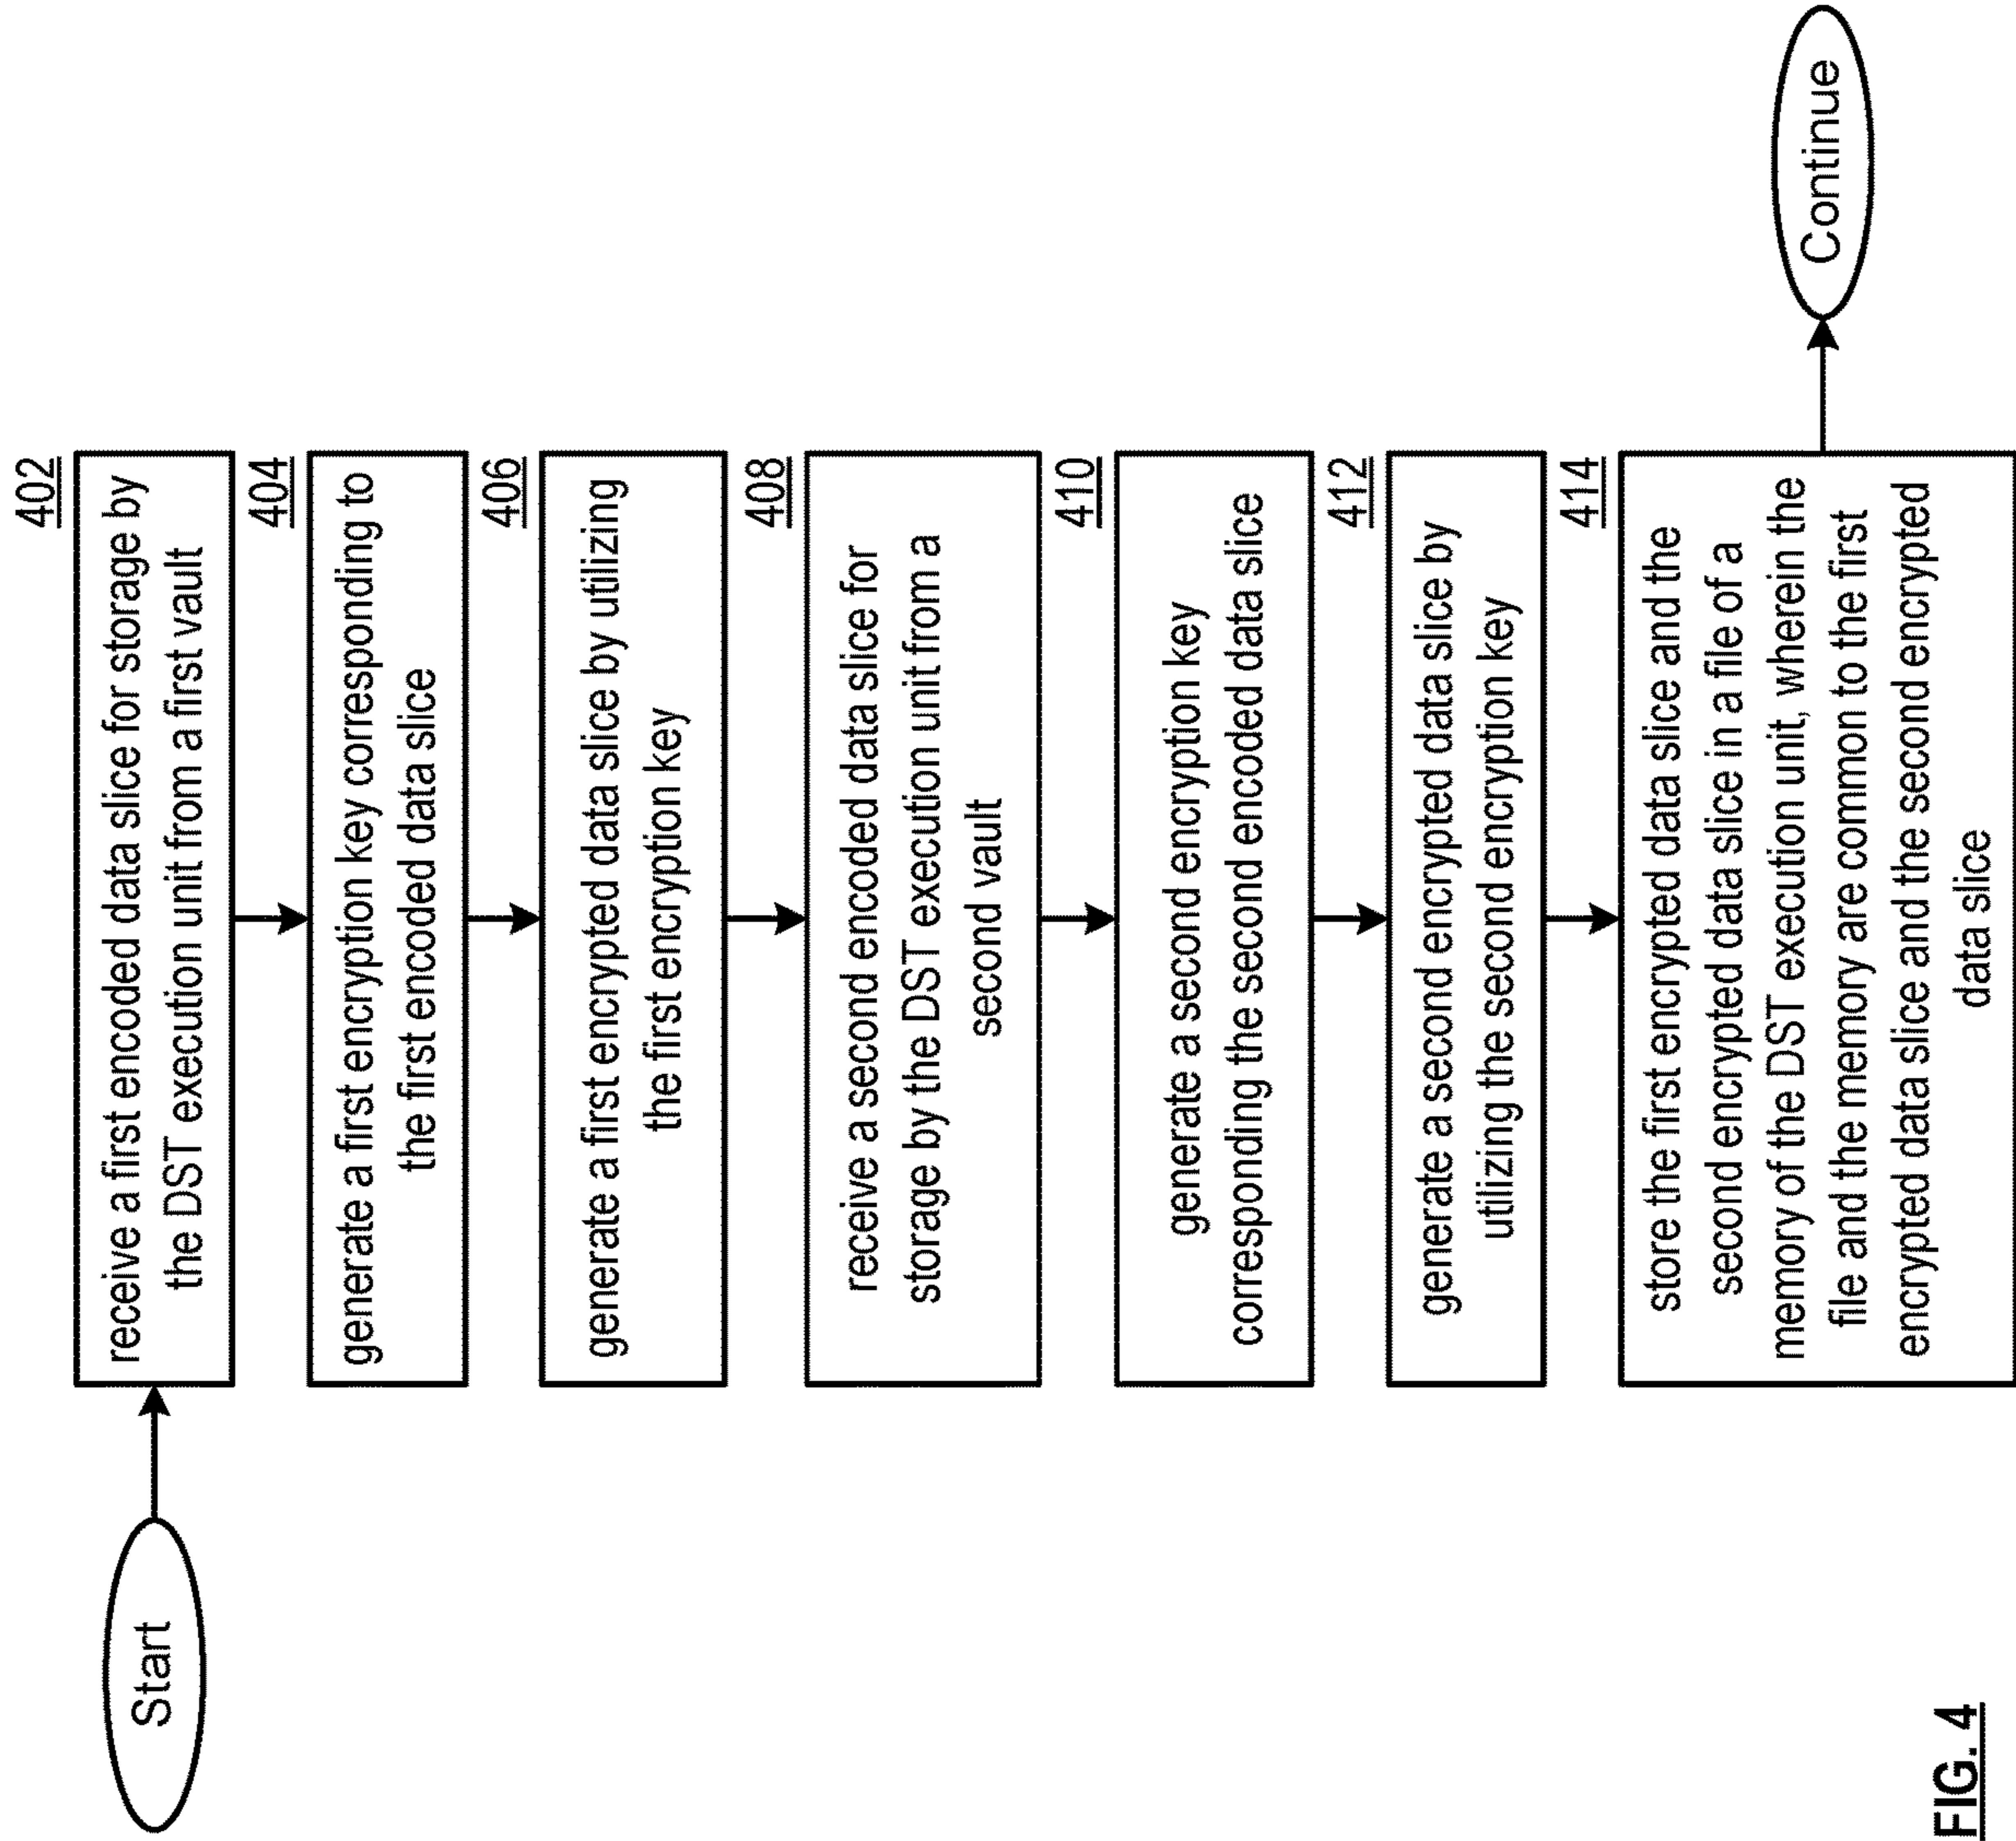 Start
402
receive a first encoded data slice for storage by
the DST execution unit from a first vault
404
generate a first encryption key corresponding to
the first encoded data slice
406
generate a first encrypted data slice by utilizing
the first encryption key
408
receive a second encoded data slice for
storage by the DST execution unit from a
second vault
410
generate a second encryption key
corresponding the second encoded data slice
412
generate a second encrypted data slice by
utilizing the second encryption key
414
store the first encrypted data slice and the
second encrypted data slice in a file of a
memory of the DST execution unit, wherein the
file and the memory are common to the first
encrypted data slice and the second encrypted
data slice
Continue
FIG. 4